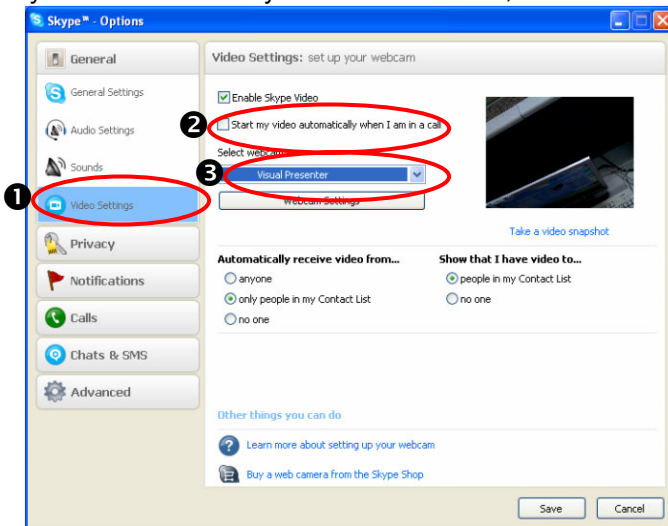 Skype™ - Options
General
General Settings
Audio Settings
Sounds
Video Settings
Privacy
Notifications
Calls
Chats & SMS
Advanced
Video Settings: set up your webcam
Enable Skype Video
❷ Start my video automatically when I am in a call
Select webcam
❸ Visual Presenter
❶
Webcam Settings
Take a video snapshot
Automatically receive video from...
anyone
only people in my Contact List
no one
Show that I have video to...
people in my Contact List
no one
Other things you can do
Learn more about setting up your webcam
Buy a web camera from the Skype Shop
Save
Cancel